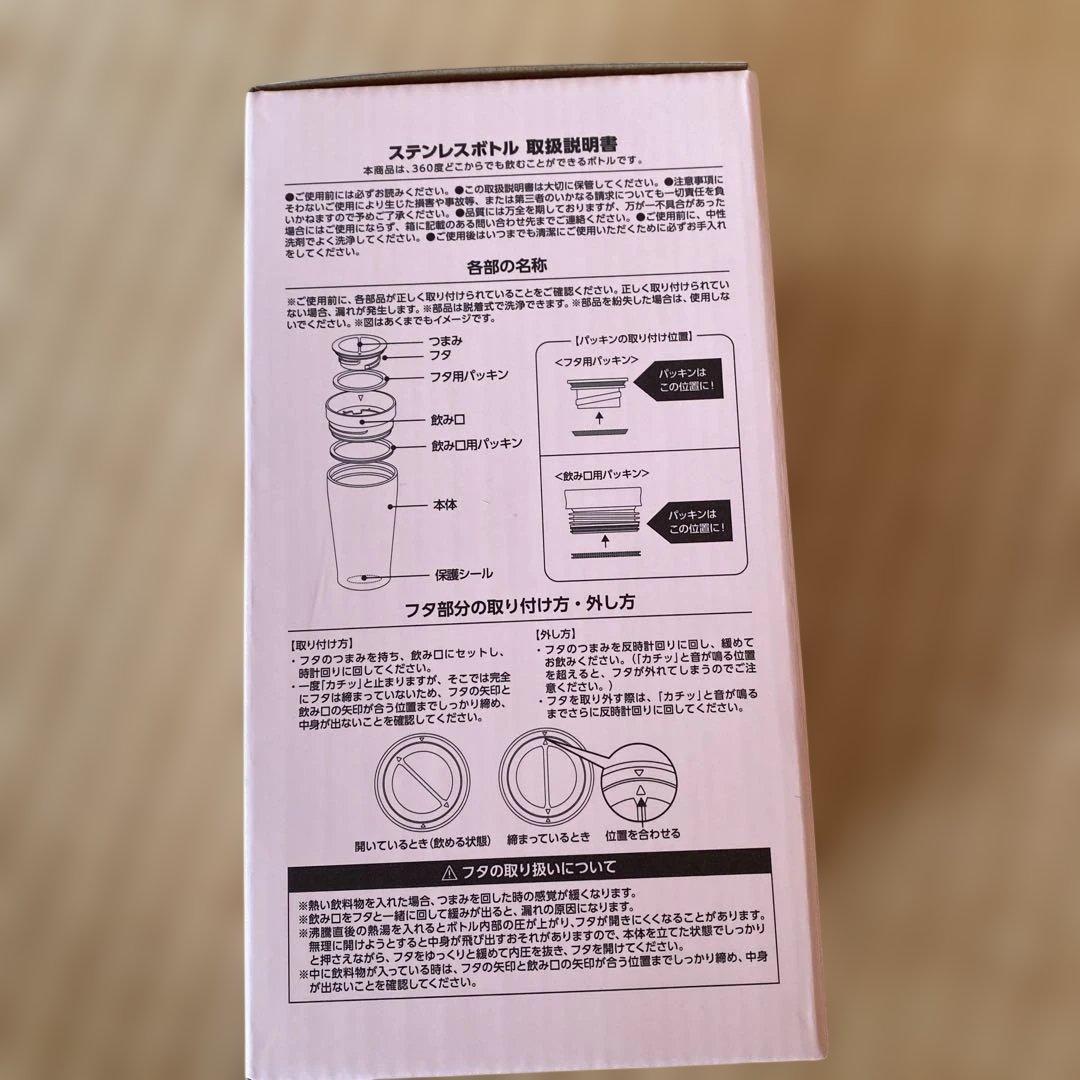 ステンレスボトル 取扱説明書
本商品は、360度どこからでも飲むことができるボトルです。
●ご使用前には必ずお読みください。●この取扱説明書は大切に保管してください。●注意事項に
そわないご使用により生じた損害や事故等、または第三者のいかなる請求についても一切責任を負
いかねますので予めご了承ください。●品質には万全を期しておりますが、万が一不具合があった
場合にはご使用にならず、箱に記載のある問い合わせ先までご連絡ください。●ご使用前に、中性
洗剤でよく洗浄してください。●ご使用後はいつまでも清潔にご使用いただくために必ずお手入れ
をしてください。
各部の名称
※ご使用前に、各部品が正しく取り付けられていることをご確認ください。正しく取り付けられてい
ない場合、漏れが発生します。※部品は脱着式で洗浄できます。※部品を紛失した場合は、使用しな
いでください。※図はあくまでもイメージです。
つまみ
フタ
フタ用パッキン
飲み口
飲み口用パッキン
本体
保護シール
【パッキンの取り付け位置】
<フタ用パッキン>
パッキンは
この位置に!
<飲み口用パッキン>
パッキンは
この位置に!
フタ部分の取り付け方・外し方
【取り付け方】
・フタのつまみを持ち、飲み口にセットし、
時計回りに回してください。
・一度「カチッ」と止まりますが、そこでは完全
にフタは締まっていないため、フタの矢印と
飲み口の矢印が合う位置までしっかり締め、
中身が出ないことを確認してください。
【外し方】
・フタのつまみを反時計回りに回し、緩めて
お飲みください。(「カチッ」と音が鳴る位置
を超えると、フタが外れてしまうのでご注
意ください。)
・フタを取り外す際は、「カチッ」と音が鳴る
までさらに反時計回りに回してください。
開いているとき(飲める状態)
締まっているとき
位置を合わせる
⚠ フタの取り扱いについて
※熱い飲料物を入れた場合、つまみを回した時の感覚が緩くなります。
※飲み口をフタと一緒に回して緩みが出ると、漏れの原因になります。
※沸騰直後の熱湯を入れるとボトル内部の圧が上がり、フタが開きにくくなることがあります。
無理に開けようとすると中身が飛び出すおそれがありますので、本体を立てた状態でしっかり
と押さえながら、フタをゆっくりと緩めて内圧を抜き、フタを開けてください。
※中に飲料物が入っている時は、フタの矢印と飲み口の矢印が合う位置までしっかり締め、中身
が出ないことを確認してください。